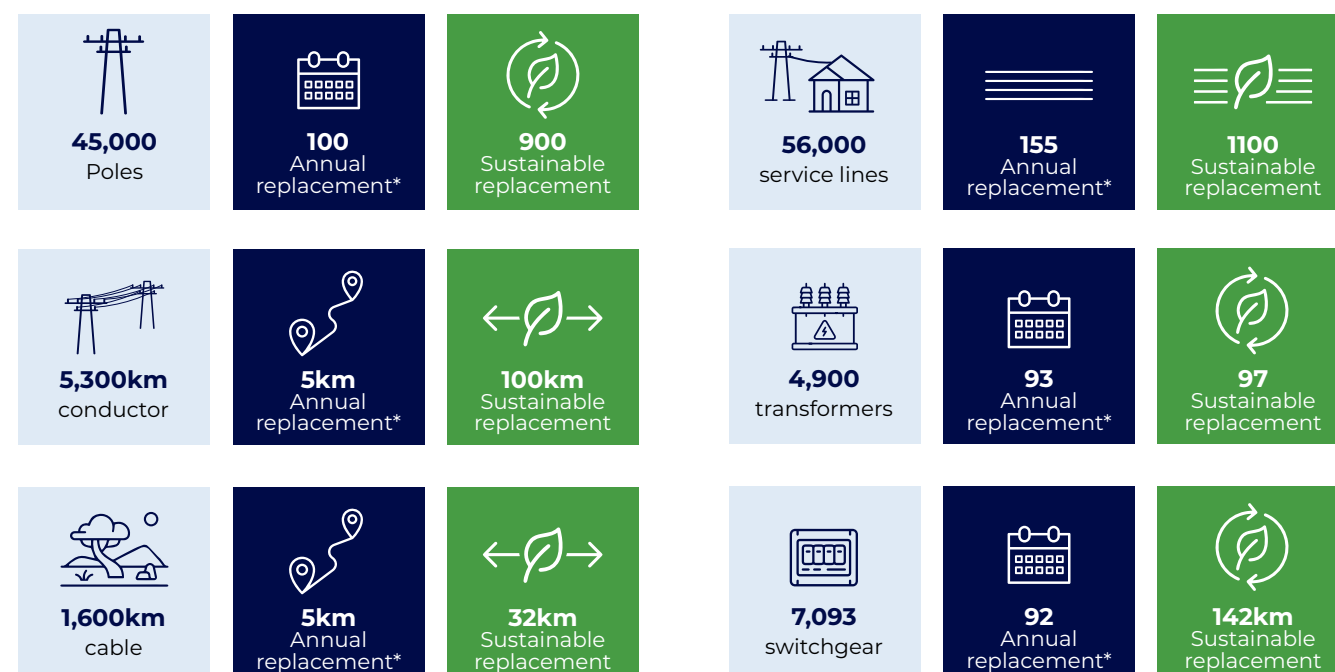 45,000
Poles
100
Annual
replacement*
900
Sustainable
replacement
56,000
service lines
155
Annual
replacement*
1100
Sustainable
replacement
5,300km
conductor
5km
Annual
replacement*
100km
Sustainable
replacement
4,900
transformers
93
Annual
replacement*
97
Sustainable
replacement
1,600km
cable
5km
Annual
replacement*
32km
Sustainable
replacement
7,093
switchgear
92
Annual
replacement*
142km
Sustainable
replacement